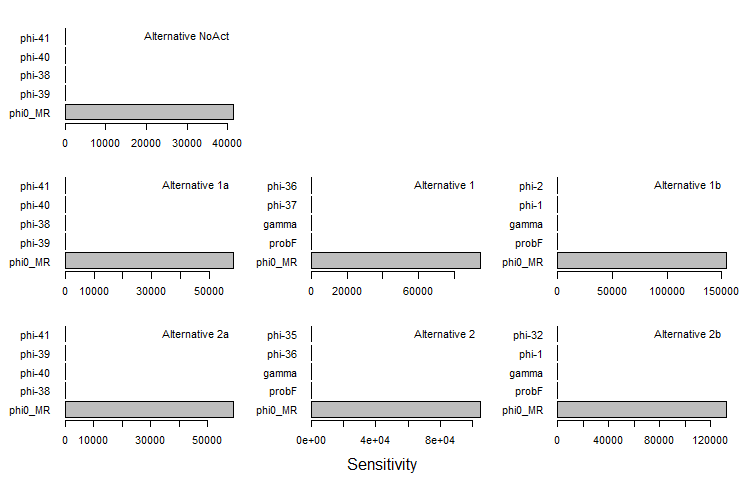 Alternative NoAct
phi-41
phi-40
phi-38
phi-39
phi0_MR
0 10000 20000 30000 40000
Alternative 1a
phi-41
phi-40
phi-38
phi-39
phi0_MR
0 10000 30000 50000
Alternative 1
phi-36
phi-37
gamma
probF
phi0_MR
0 20000 60000
Alternative 1b
phi-2
phi-1
gamma
probF
phi0_MR
0 50000 100000 150000
Alternative 2a
phi-41
phi-39
phi-40
phi-38
phi0_MR
0 10000 30000 50000
Alternative 2
phi-35
phi-36
gamma
probF
phi0_MR
0e+00 4e+04 8e+04
Alternative 2b
phi-32
phi-1
gamma
probF
phi0_MR
0 40000 80000 120000
Sensitivity